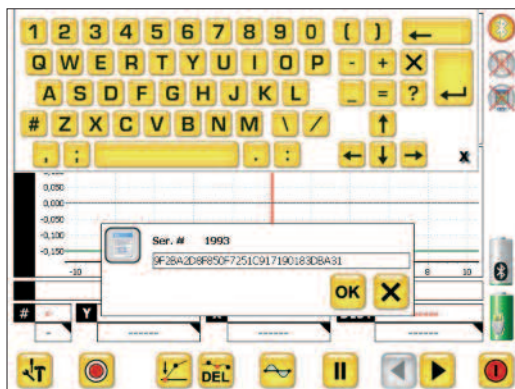 1 2 3 4 5 6 7 8 9 0 ( )
Q W E R T Y U I O P - + X
A S D F G H J K L _ = ?
# Z X C V B N M \ /
, ; . : x
0,050
0,000
-0,050
-0,100
-0,150
-10 8 10
Ser. # 1993
9F2BA2D8F850F7251C917190183DBA31
OK X
# Y
- ------ ------ ------
T DEL